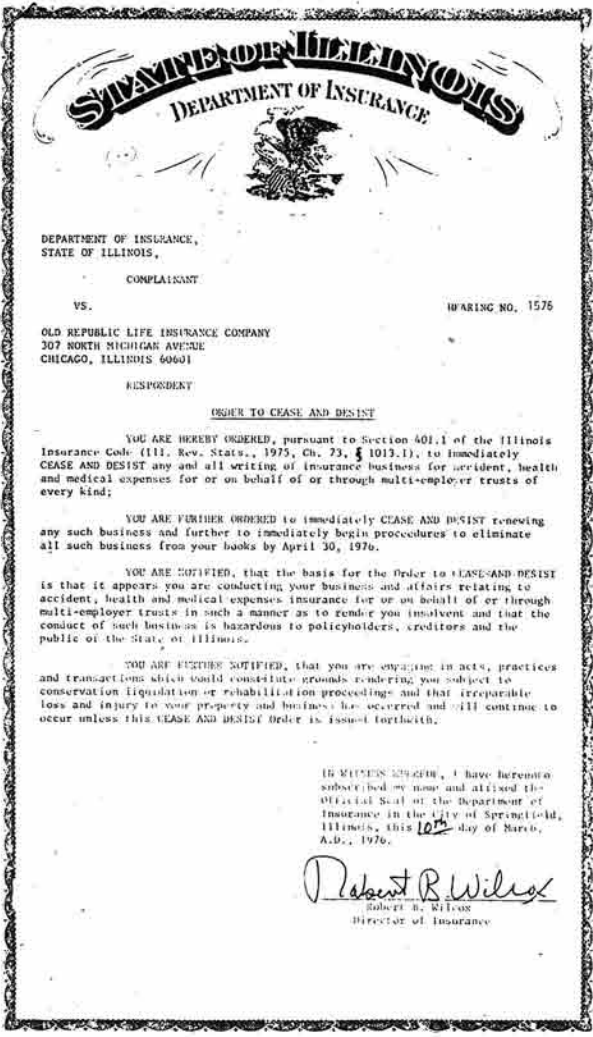 STATE OF ILLINOIS
DEPARTMENT OF INSURANCE
DEPARTMENT OF INSURANCE,
STATE OF ILLINOIS,
COMPLAINANT
VS.
HEARING NO. 1576
OLD REPUBLIC LIFE INSURANCE COMPANY
307 NORTH MICHIGAN AVENUE
CHICAGO, ILLINOIS 60601
RESPONDENT
ORDER TO CEASE AND DESIST
YOU ARE HEREBY ORDERED, pursuant to Section 401.1 of the Illinois
Insurance Code (Ill. Rev. Stats., 1975, Ch. 73, § 1013.1), to immediately
CEASE AND DESIST any and all writing of insurance business for accident, health
and medical expenses for or on behalf of or through multi-employer trusts of
every kind;
YOU ARE FURTHER ORDERED to immediately CEASE AND DESIST renewing
any such business and further to immediately begin proceedures to eliminate
all such business from your books by April 30, 1976.
YOU ARE NOTIFIED, that the basis for the Order to CEASE AND DESIST
is that it appears you are conducting your business and affairs relating to
accident, health and medical expenses insurance for or on behalf of or through
multi-employer trusts in such a manner as to render you insolvent and that the
conduct of such business is hazardous to policyholders, creditors and the
public of the State of Illinois.
YOU ARE FURTHER NOTIFIED, that you are engaging in acts, practices
and transactions which would constitute grounds rendering you subject to
conservation liquidation or rehabilitation proceedings and that irreparable
loss and injury to your property and business has occurred and will continue to
occur unless this CEASE AND DESIST Order is issued forthwith.
IN WITNESS WHEREOF, I have hereunto
subscribed my name and affixed the
Official Seal of the Department of
Insurance in the City of Springfield,
Illinois, this 10th day of March,
A.D., 1976.
Robert B. Wilcox
Robert B. Wilcox
Director of Insurance